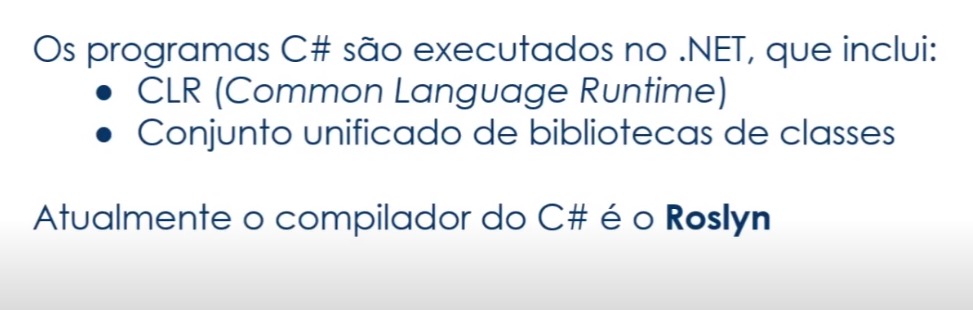 Os programas C# são executados no .NET, que inclui:
● CLR (Common Language Runtime)
● Conjunto unificado de bibliotecas de classes
Atualmente o compilador do C# é o Roslyn